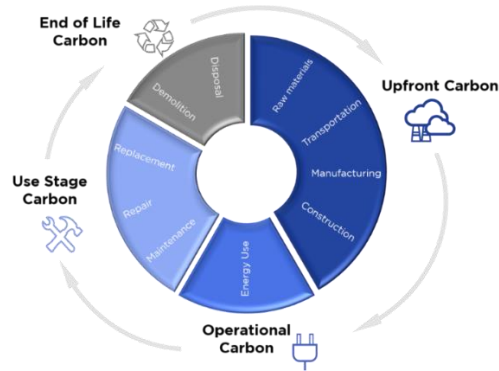 End of Life
Carbon
Disposal
Demolition
Raw materials
Transportation
Manufacturing
Construction
Upfront Carbon
Energy Use
Operational
Carbon
Use Stage
Carbon
Replacement
Repair
Maintenance